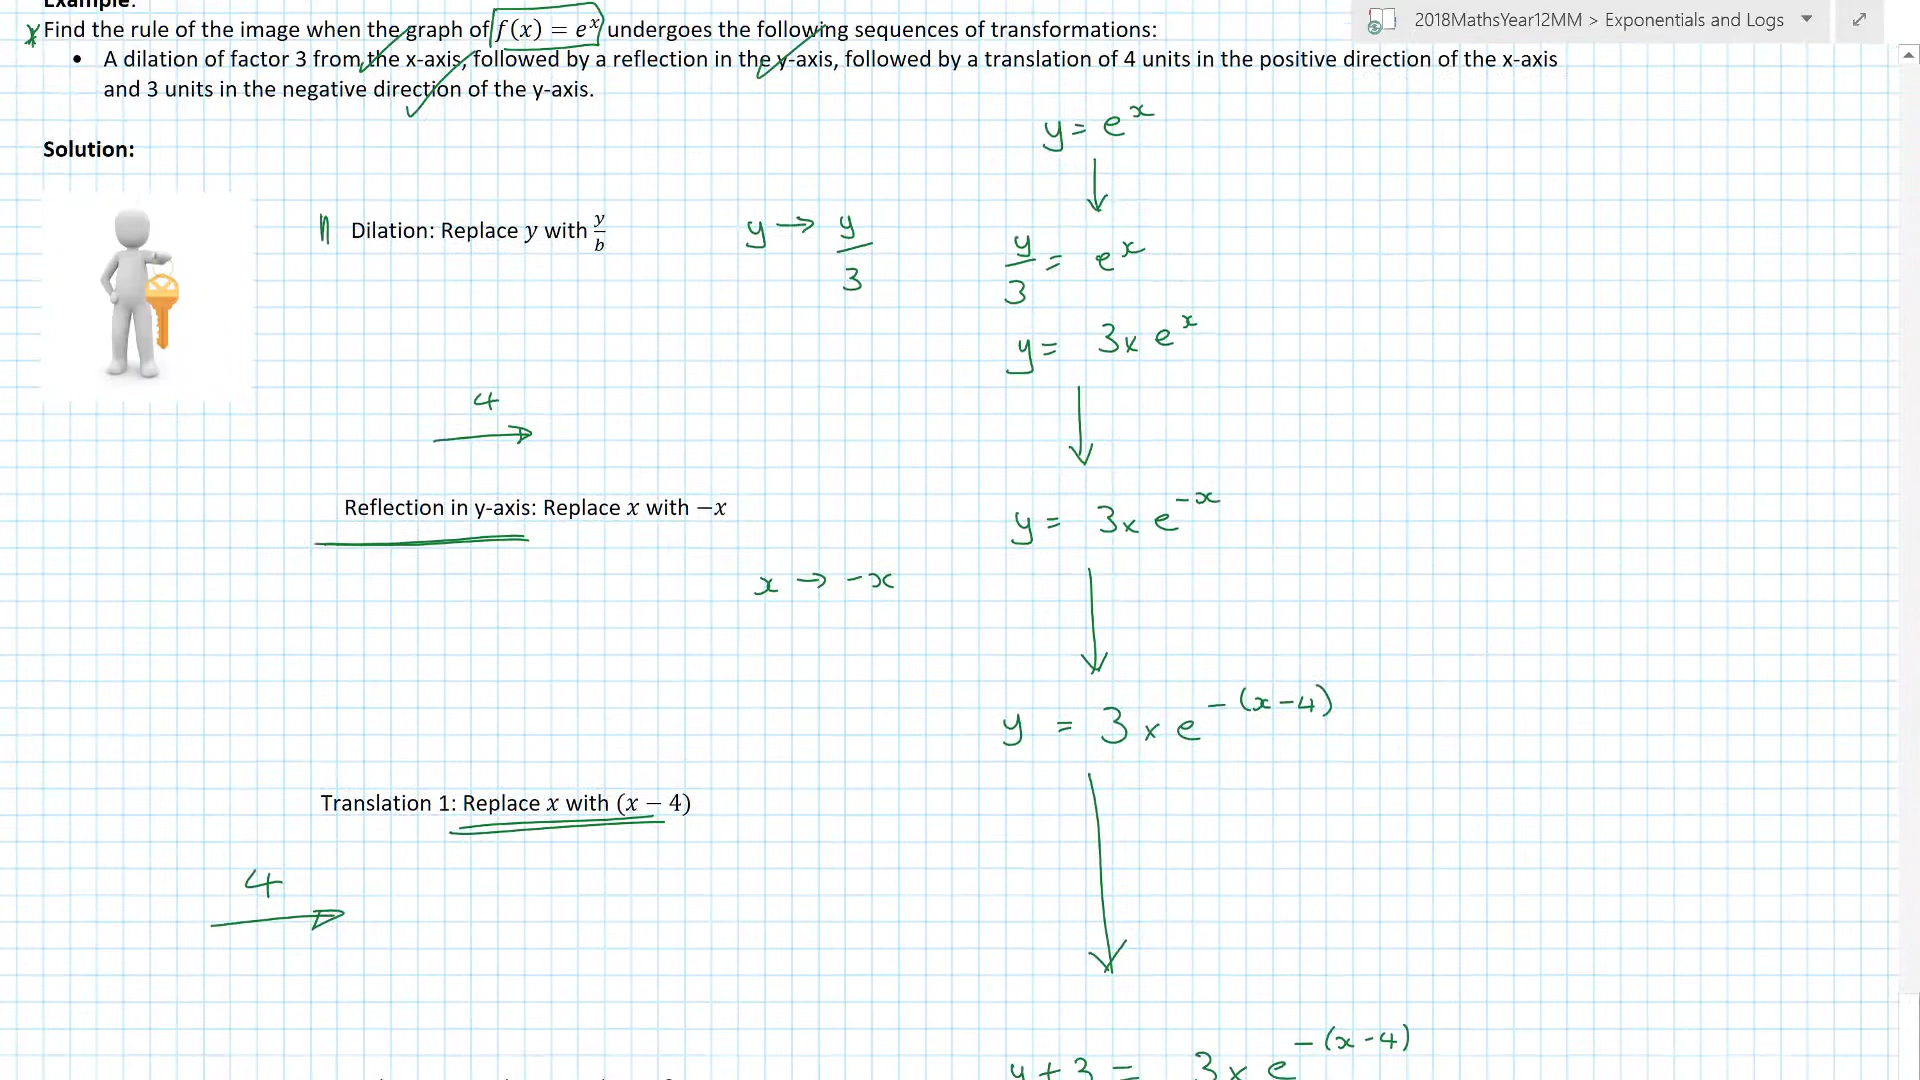 Example:
Find the rule of the image when the graph of f(x) = e^x undergoes the following sequences of transformations:
• A dilation of factor 3 from the x-axis, followed by a reflection in the y-axis, followed by a translation of 4 units in the positive direction of the x-axis
and 3 units in the negative direction of the y-axis.
2018MathsYear12MM > Exponentials and Logs
Solution:
y = e^x
Dilation: Replace y with y/b
y → y/3
y/3 = e^x
y = 3 × e^x
4
Reflection in y-axis: Replace x with −x
y = 3 × e^-x
x → -x
y = 3 × e^-(x-4)
Translation 1: Replace x with (x − 4)
4
y + 3 = 3 × e^-(x-4)